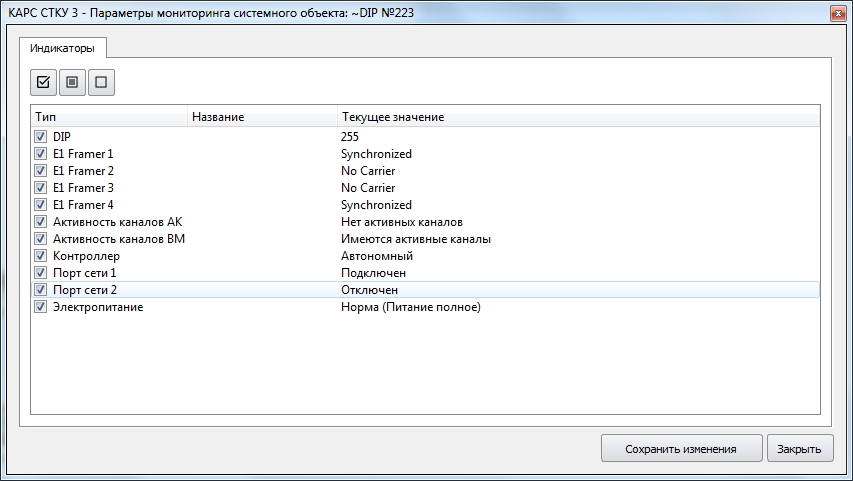 КАРС СТКУ 3 - Параметры мониторинга системного объекта: ~DIP №223
Индикаторы
Тип Название Текущее значение
DIP 255
E1 Framer 1 Synchronized
E1 Framer 2 No Carrier
E1 Framer 3 No Carrier
E1 Framer 4 Synchronized
Активность каналов АК Нет активных каналов
Активность каналов ВМ Имеются активные каналы
Контроллер Автономный
Порт сети 1 Подключен
Порт сети 2 Отключен
Электропитание Норма (Питание полное)
Сохранить изменения Закрыть